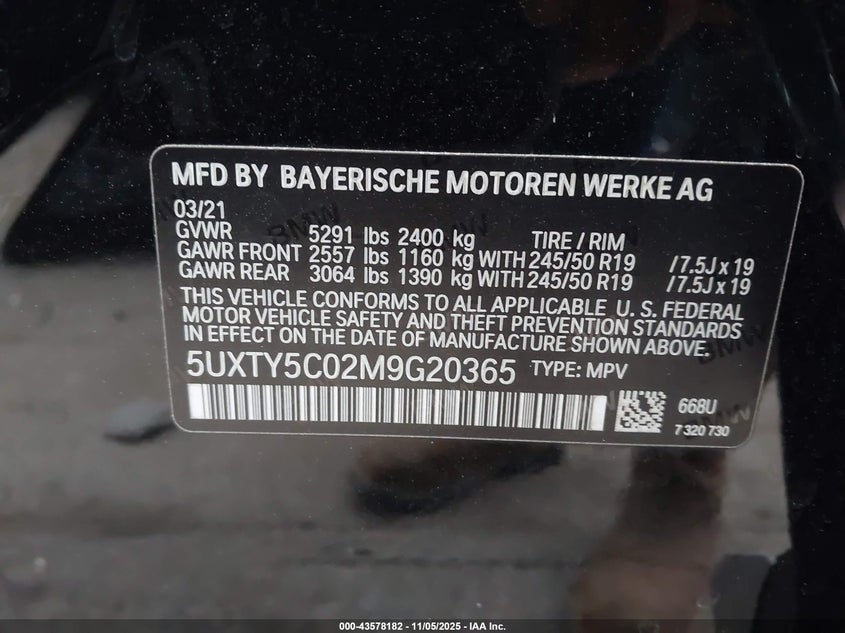 MFD BY BAYERISCHE MOTOREN WERKE AG
03/21
GVWR 5291 lbs 2400 kg TIRE / RIM
GAWR FRONT 2557 lbs 1160 kg WITH 245/50 R19 / 7.5J x 19
GAWR REAR 3064 lbs 1390 kg WITH 245/50 R19 / 7.5J x 19
THIS VEHICLE CONFORMS TO ALL APPLICABLE U. S. FEDERAL
MOTOR VEHICLE SAFETY AND THEFT PREVENTION STANDARDS
IN EFFECT ON THE DATE OF MANUFACTURE SHOWN ABOVE.
5UXTY5C02M9G20365 TYPE: MPV
668U
7 320 730
000-43578182 - 11/05/2025 - IAA Inc.